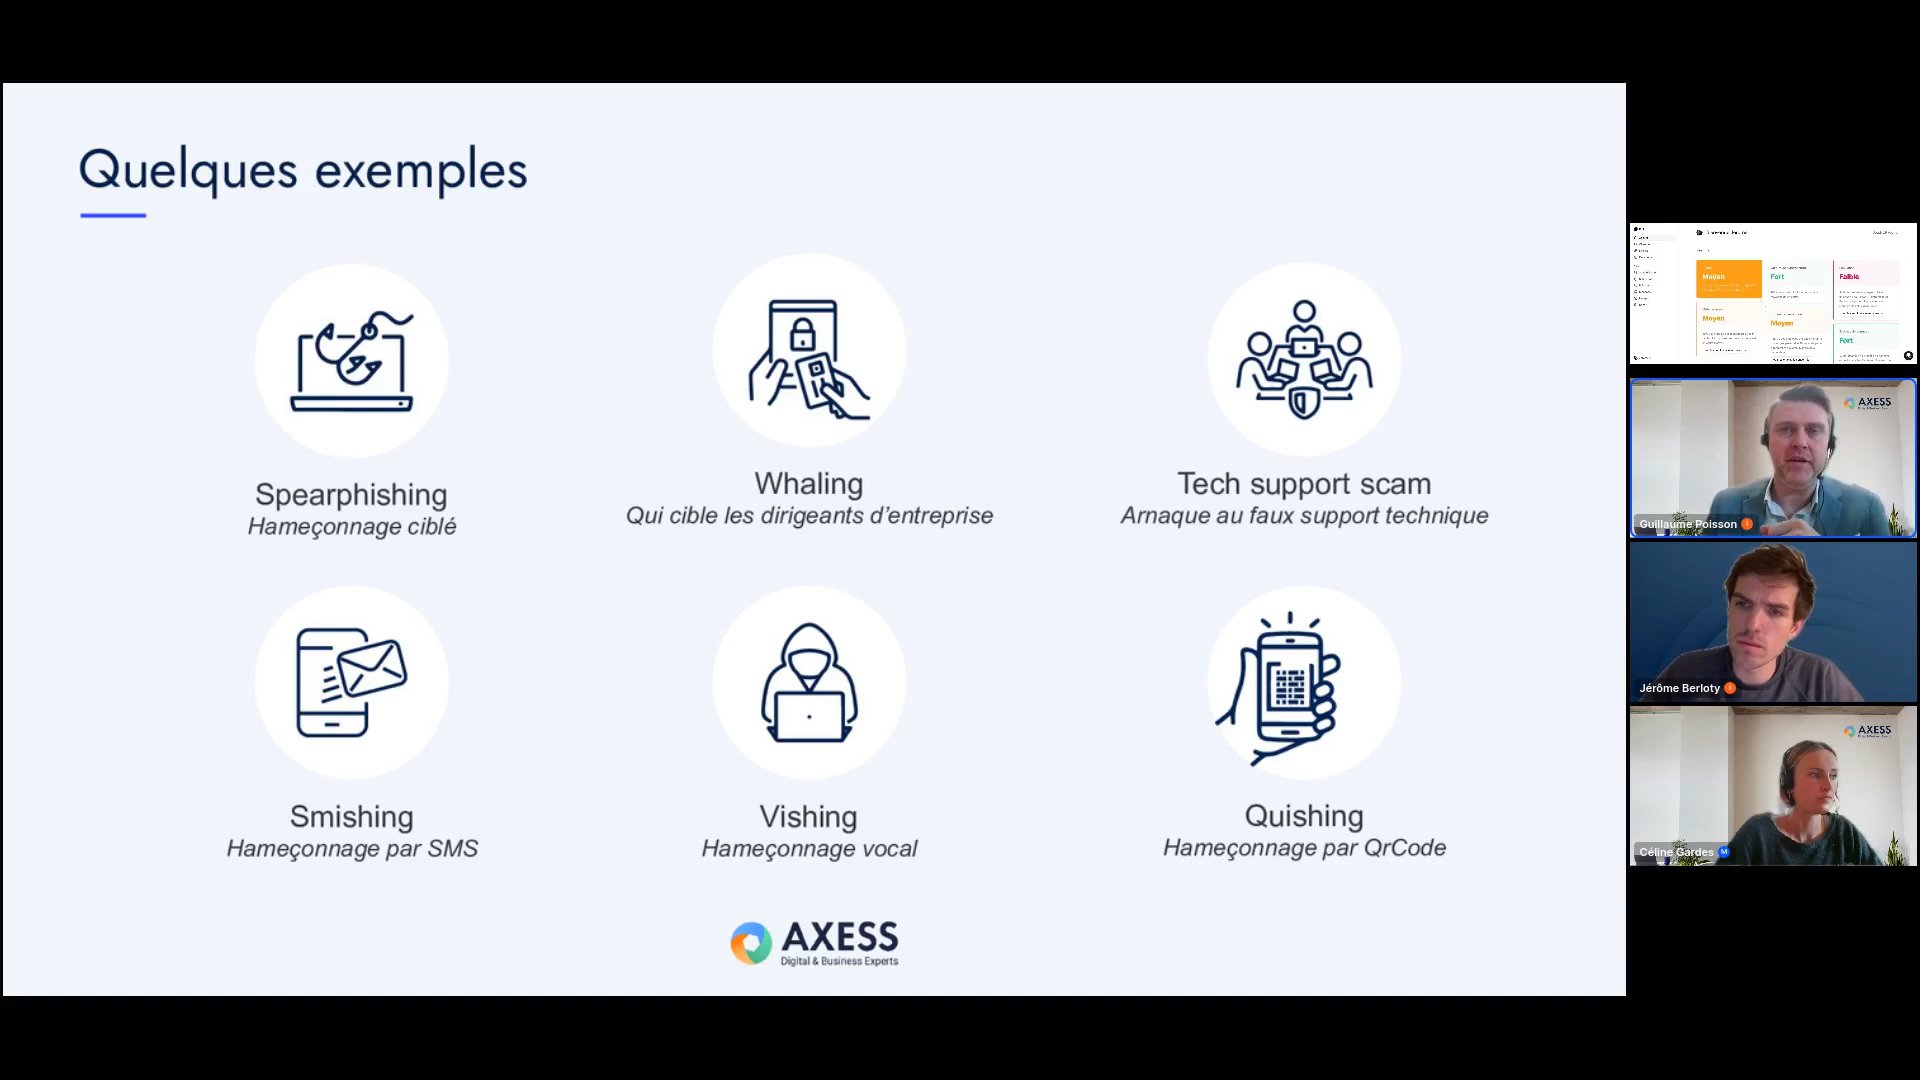 Quelques exemples
Spearphishing
Hameçonnage ciblé
Whaling
Qui cible les dirigeants d’entreprise
Tech support scam
Arnaque au faux support technique
Smishing
Hameçonnage par SMS
Vishing
Hameçonnage vocal
Quishing
Hameçonnage par QrCode
AXESS
Digital & Business Experts
Moyen
Fort
Faible
Moyen
Moyen
Fort
AXESS
Guillaume Poisson
Jérôme Berloty
AXESS
Céline Gardes
M